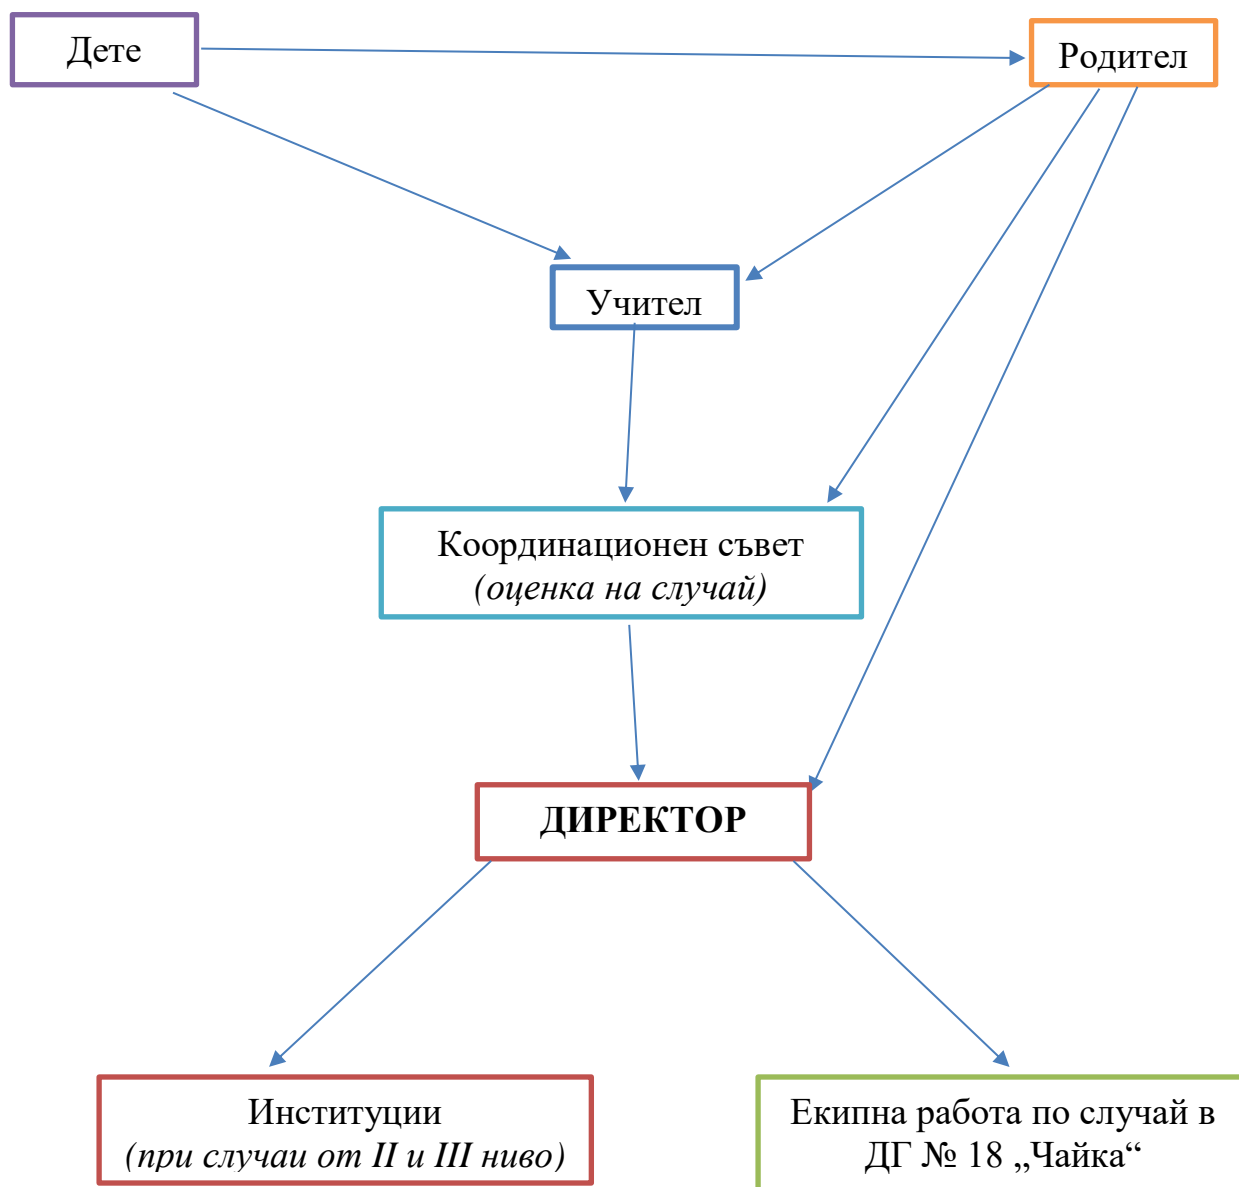 Дете
Родител
Учител
Координационен съвет
(оценка на случай)
ДИРЕКТОР
Институции
(при случаи от II и III ниво)
Екипна работа по случай в
ДГ № 18 „Чайка“